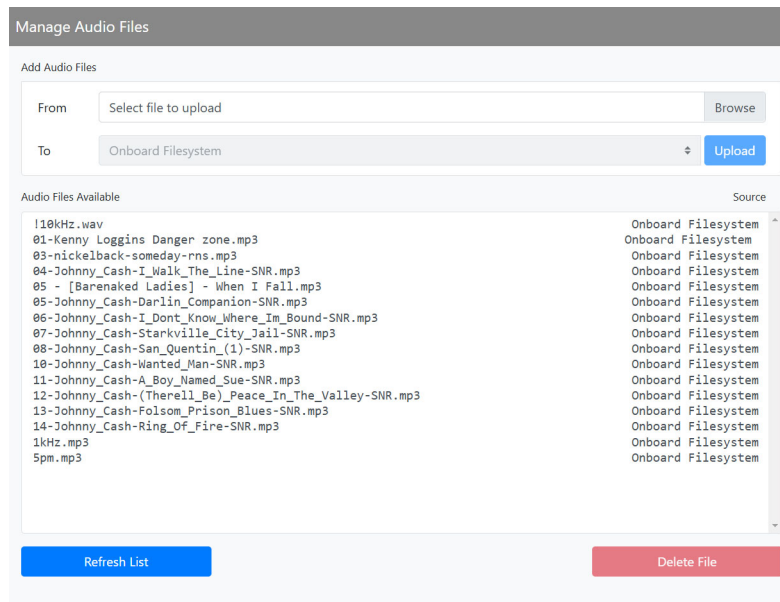 Manage Audio Files
Add Audio Files
From Select file to upload Browse
To Onboard Filesystem Upload
Audio Files Available Source
!10kHz.wav Onboard Filesystem
01-Kenny Loggins Danger zone.mp3 Onboard Filesystem
03-nickelback-someday-rns.mp3 Onboard Filesystem
04-Johnny_Cash-I_Walk_The_Line-SNR.mp3 Onboard Filesystem
05 - [Barenaked Ladies] - When I Fall.mp3 Onboard Filesystem
05-Johnny_Cash-Darlin_Companion-SNR.mp3 Onboard Filesystem
06-Johnny_Cash-I_Dont_Know_Where_Im_Bound-SNR.mp3 Onboard Filesystem
07-Johnny_Cash-Starkville_City_Jail-SNR.mp3 Onboard Filesystem
08-Johnny_Cash-San_Quentin_(1)-SNR.mp3 Onboard Filesystem
10-Johnny_Cash-Wanted_Man-SNR.mp3 Onboard Filesystem
11-Johnny_Cash-A_Boy_Named_Sue-SNR.mp3 Onboard Filesystem
12-Johnny_Cash-(Therell_Be)_Peace_In_The_Valley-SNR.mp3 Onboard Filesystem
13-Johnny_Cash-Folsom_Prison_Blues-SNR.mp3 Onboard Filesystem
14-Johnny_Cash-Ring_Of_Fire-SNR.mp3 Onboard Filesystem
1kHz.mp3 Onboard Filesystem
5pm.mp3 Onboard Filesystem
Refresh List Delete File